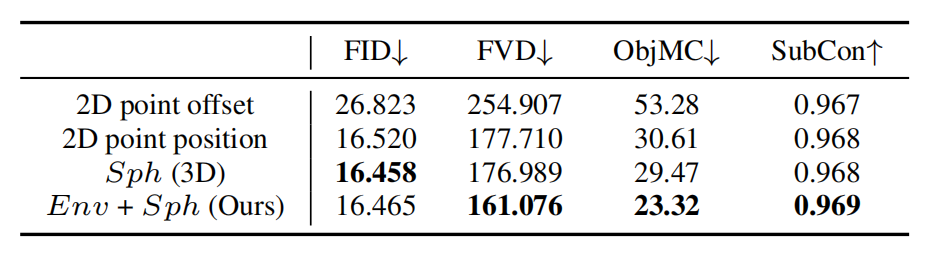 FID↓ FVD↓ ObjMC↓ SubCon↑
2D point offset 26.823 254.907 53.28 0.967
2D point position 16.520 177.710 30.61 0.968
Sph (3D) 16.458 176.989 29.47 0.968
Env + Sph (Ours) 16.465 161.076 23.32 0.969